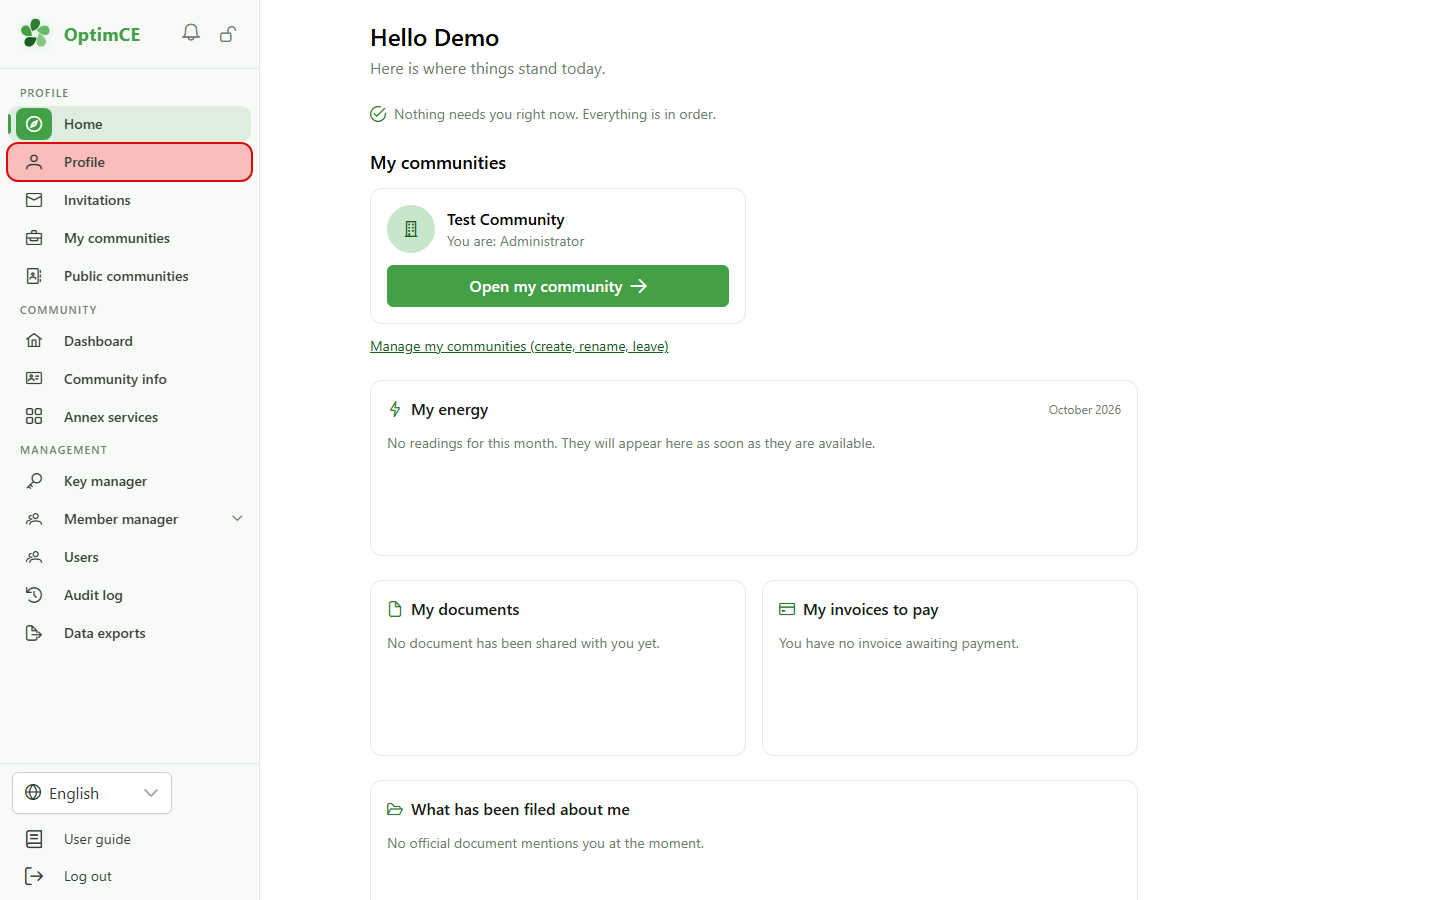 OptimCE
PROFILE
Home
Profile
Invitations
My communities
Public communities
COMMUNITY
Dashboard
Community info
Annex services
MANAGEMENT
Key manager
Member manager
Users
Audit log
Data exports
English
User guide
Log out
Hello Demo
Here is where things stand today.
Nothing needs you right now. Everything is in order.
My communities
Test Community
You are: Administrator
Open my community
Manage my communities (create, rename, leave)
My energy
October 2026
No readings for this month. They will appear here as soon as they are available.
My documents
No document has been shared with you yet.
My invoices to pay
You have no invoice awaiting payment.
What has been filed about me
No official document mentions you at the moment.